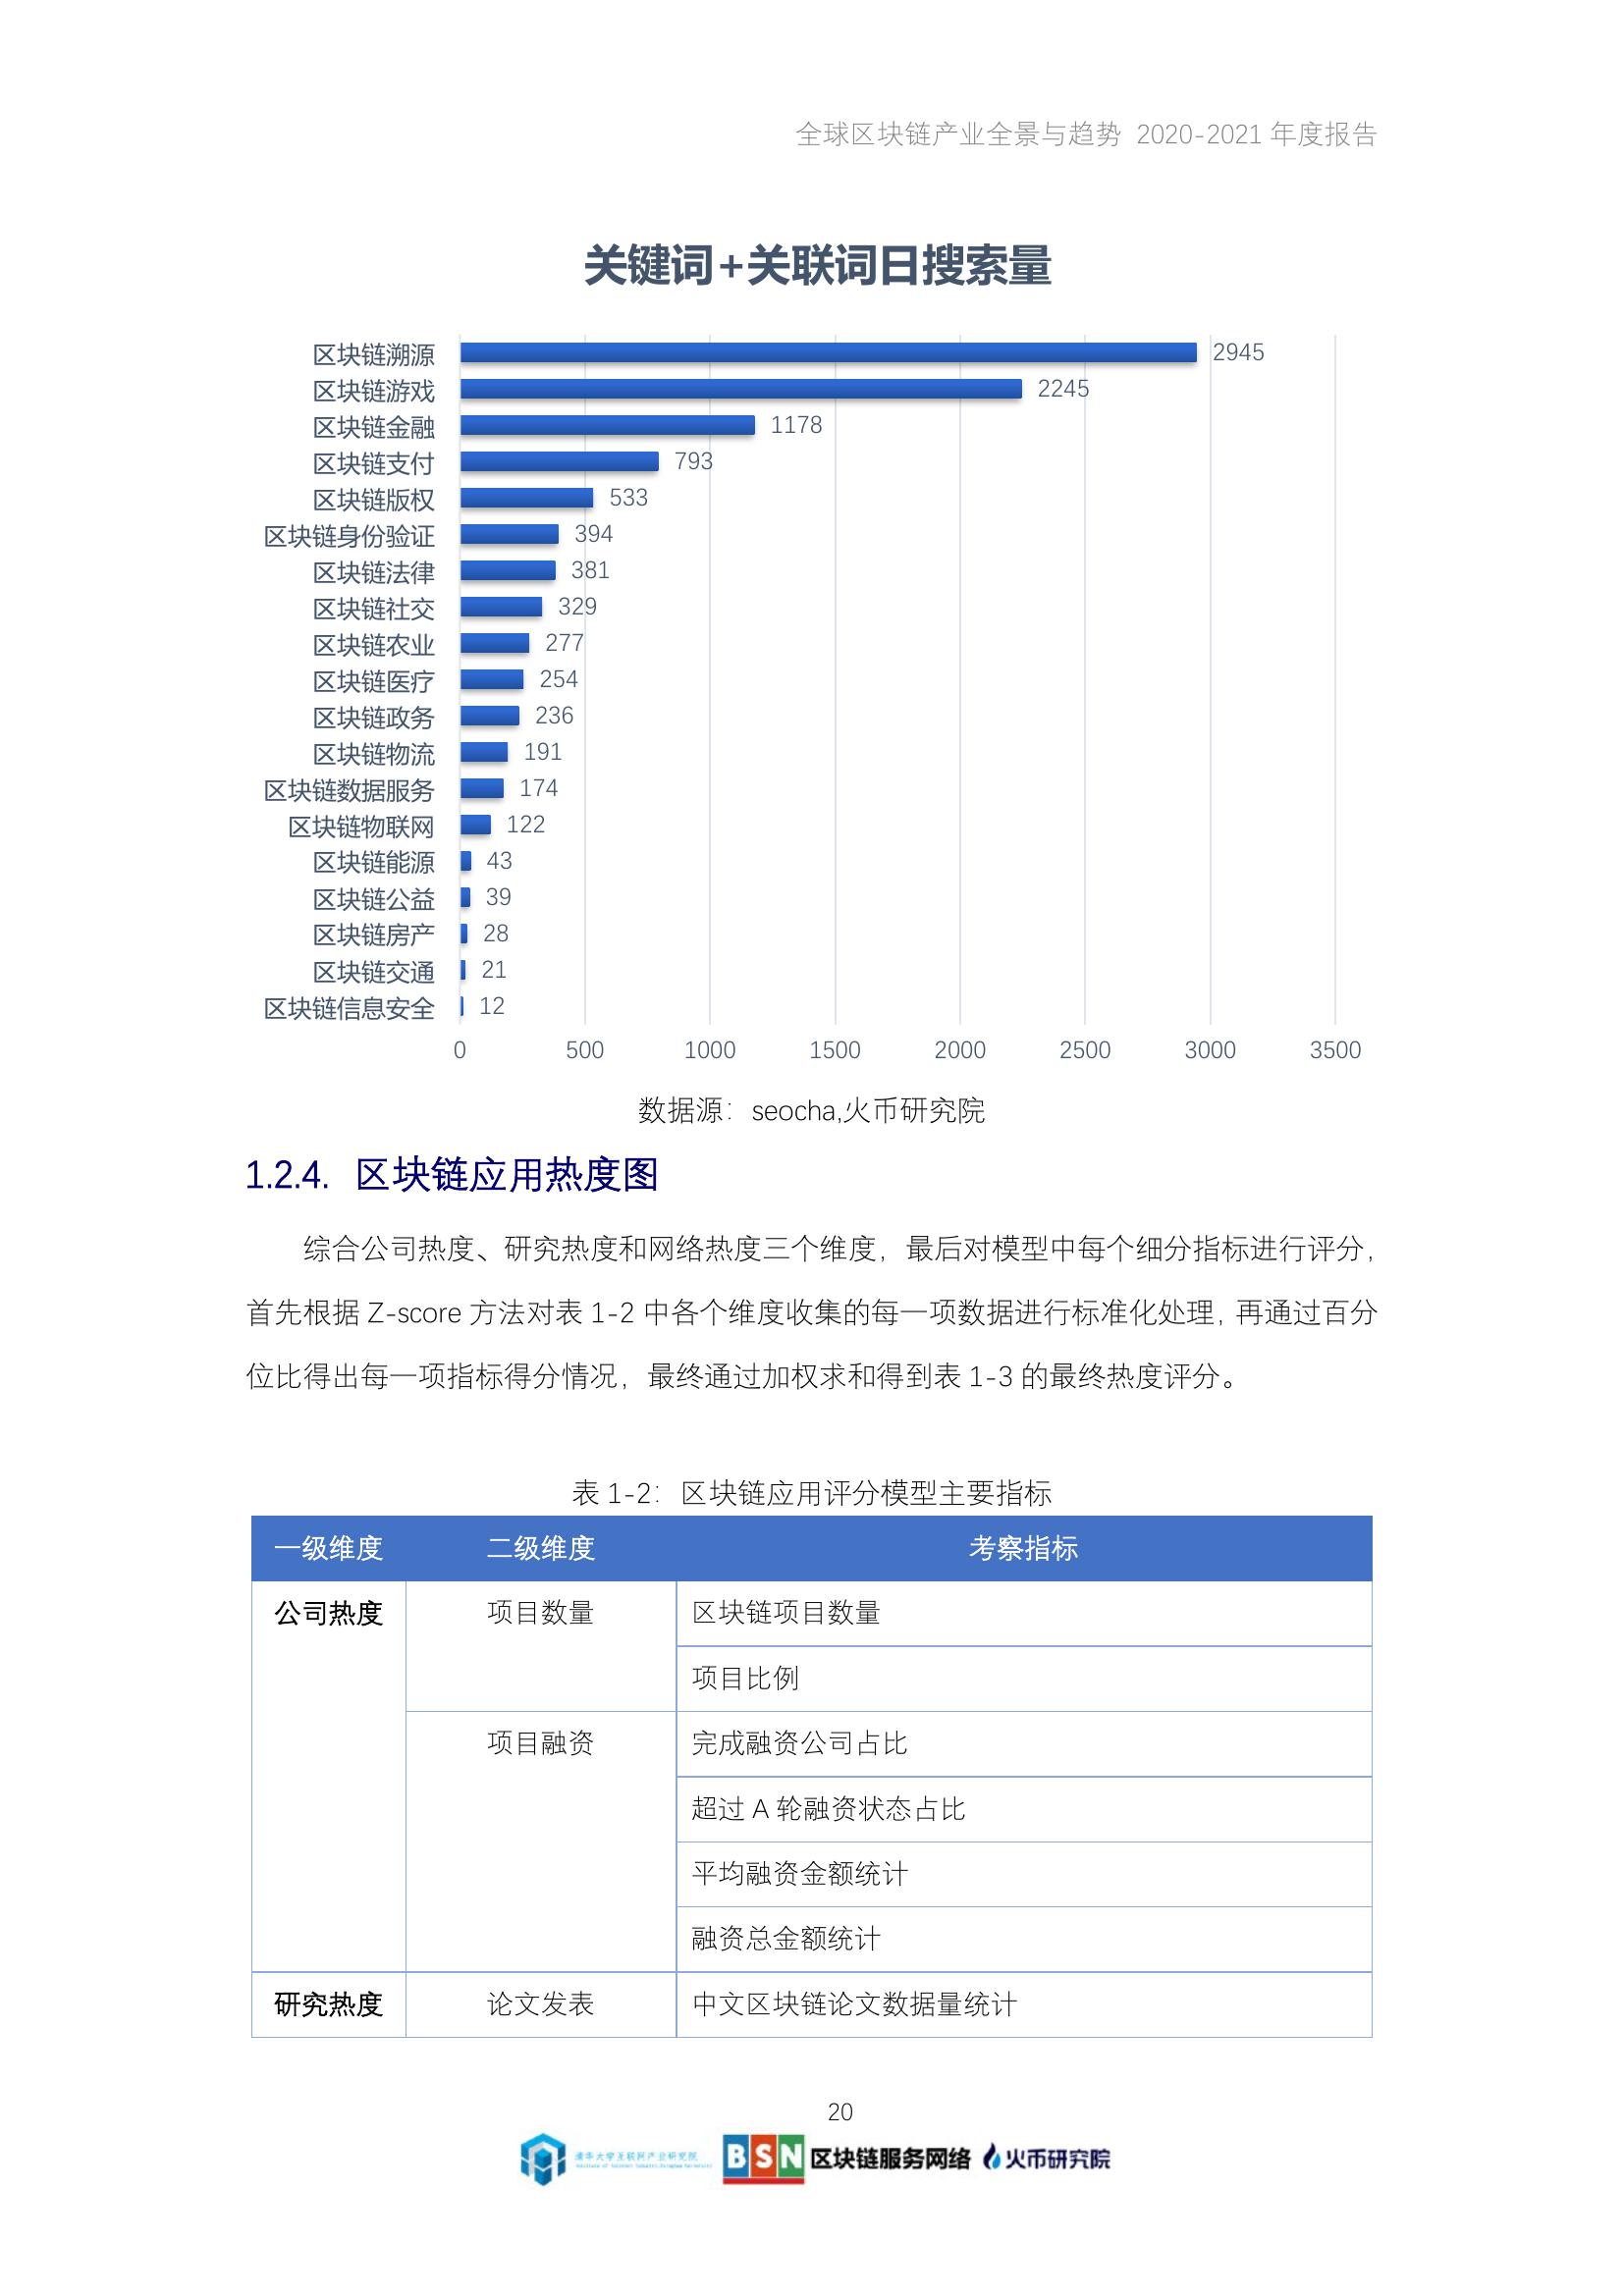 全球区块链产业全景与趋势 2020-2021 年度报告
关键词+关联词日搜索量
区块链溯源 2945
区块链游戏 2245
区块链金融 1178
区块链支付 793
区块链版权 533
区块链身份验证 394
区块链法律 381
区块链社交 329
区块链农业 277
区块链医疗 254
区块链政务 236
区块链物流 191
区块链数据服务 174
区块链物联网 122
区块链能源 43
区块链公益 39
区块链房产 28
区块链交通 21
区块链信息安全 12
0 500 1000 1500 2000 2500 3000 3500
数据源：seocha,火币研究院
1.2.4. 区块链应用热度图
综合公司热度、研究热度和网络热度三个维度，最后对模型中每个细分指标进行评分，
首先根据 Z-score 方法对表 1-2 中各个维度收集的每一项数据进行标准化处理，再通过百分
位比得出每一项指标得分情况，最终通过加权求和得到表 1-3 的最终热度评分。
表 1-2：区块链应用评分模型主要指标
一级维度 二级维度 考察指标
公司热度 项目数量 区块链项目数量
项目比例
项目融资 完成融资公司占比
超过 A 轮融资状态占比
平均融资金额统计
融资总金额统计
研究热度 论文发表 中文区块链论文数据量统计
20
清华大学互联网产业研究院
BSN 区块链服务网络 火币研究院